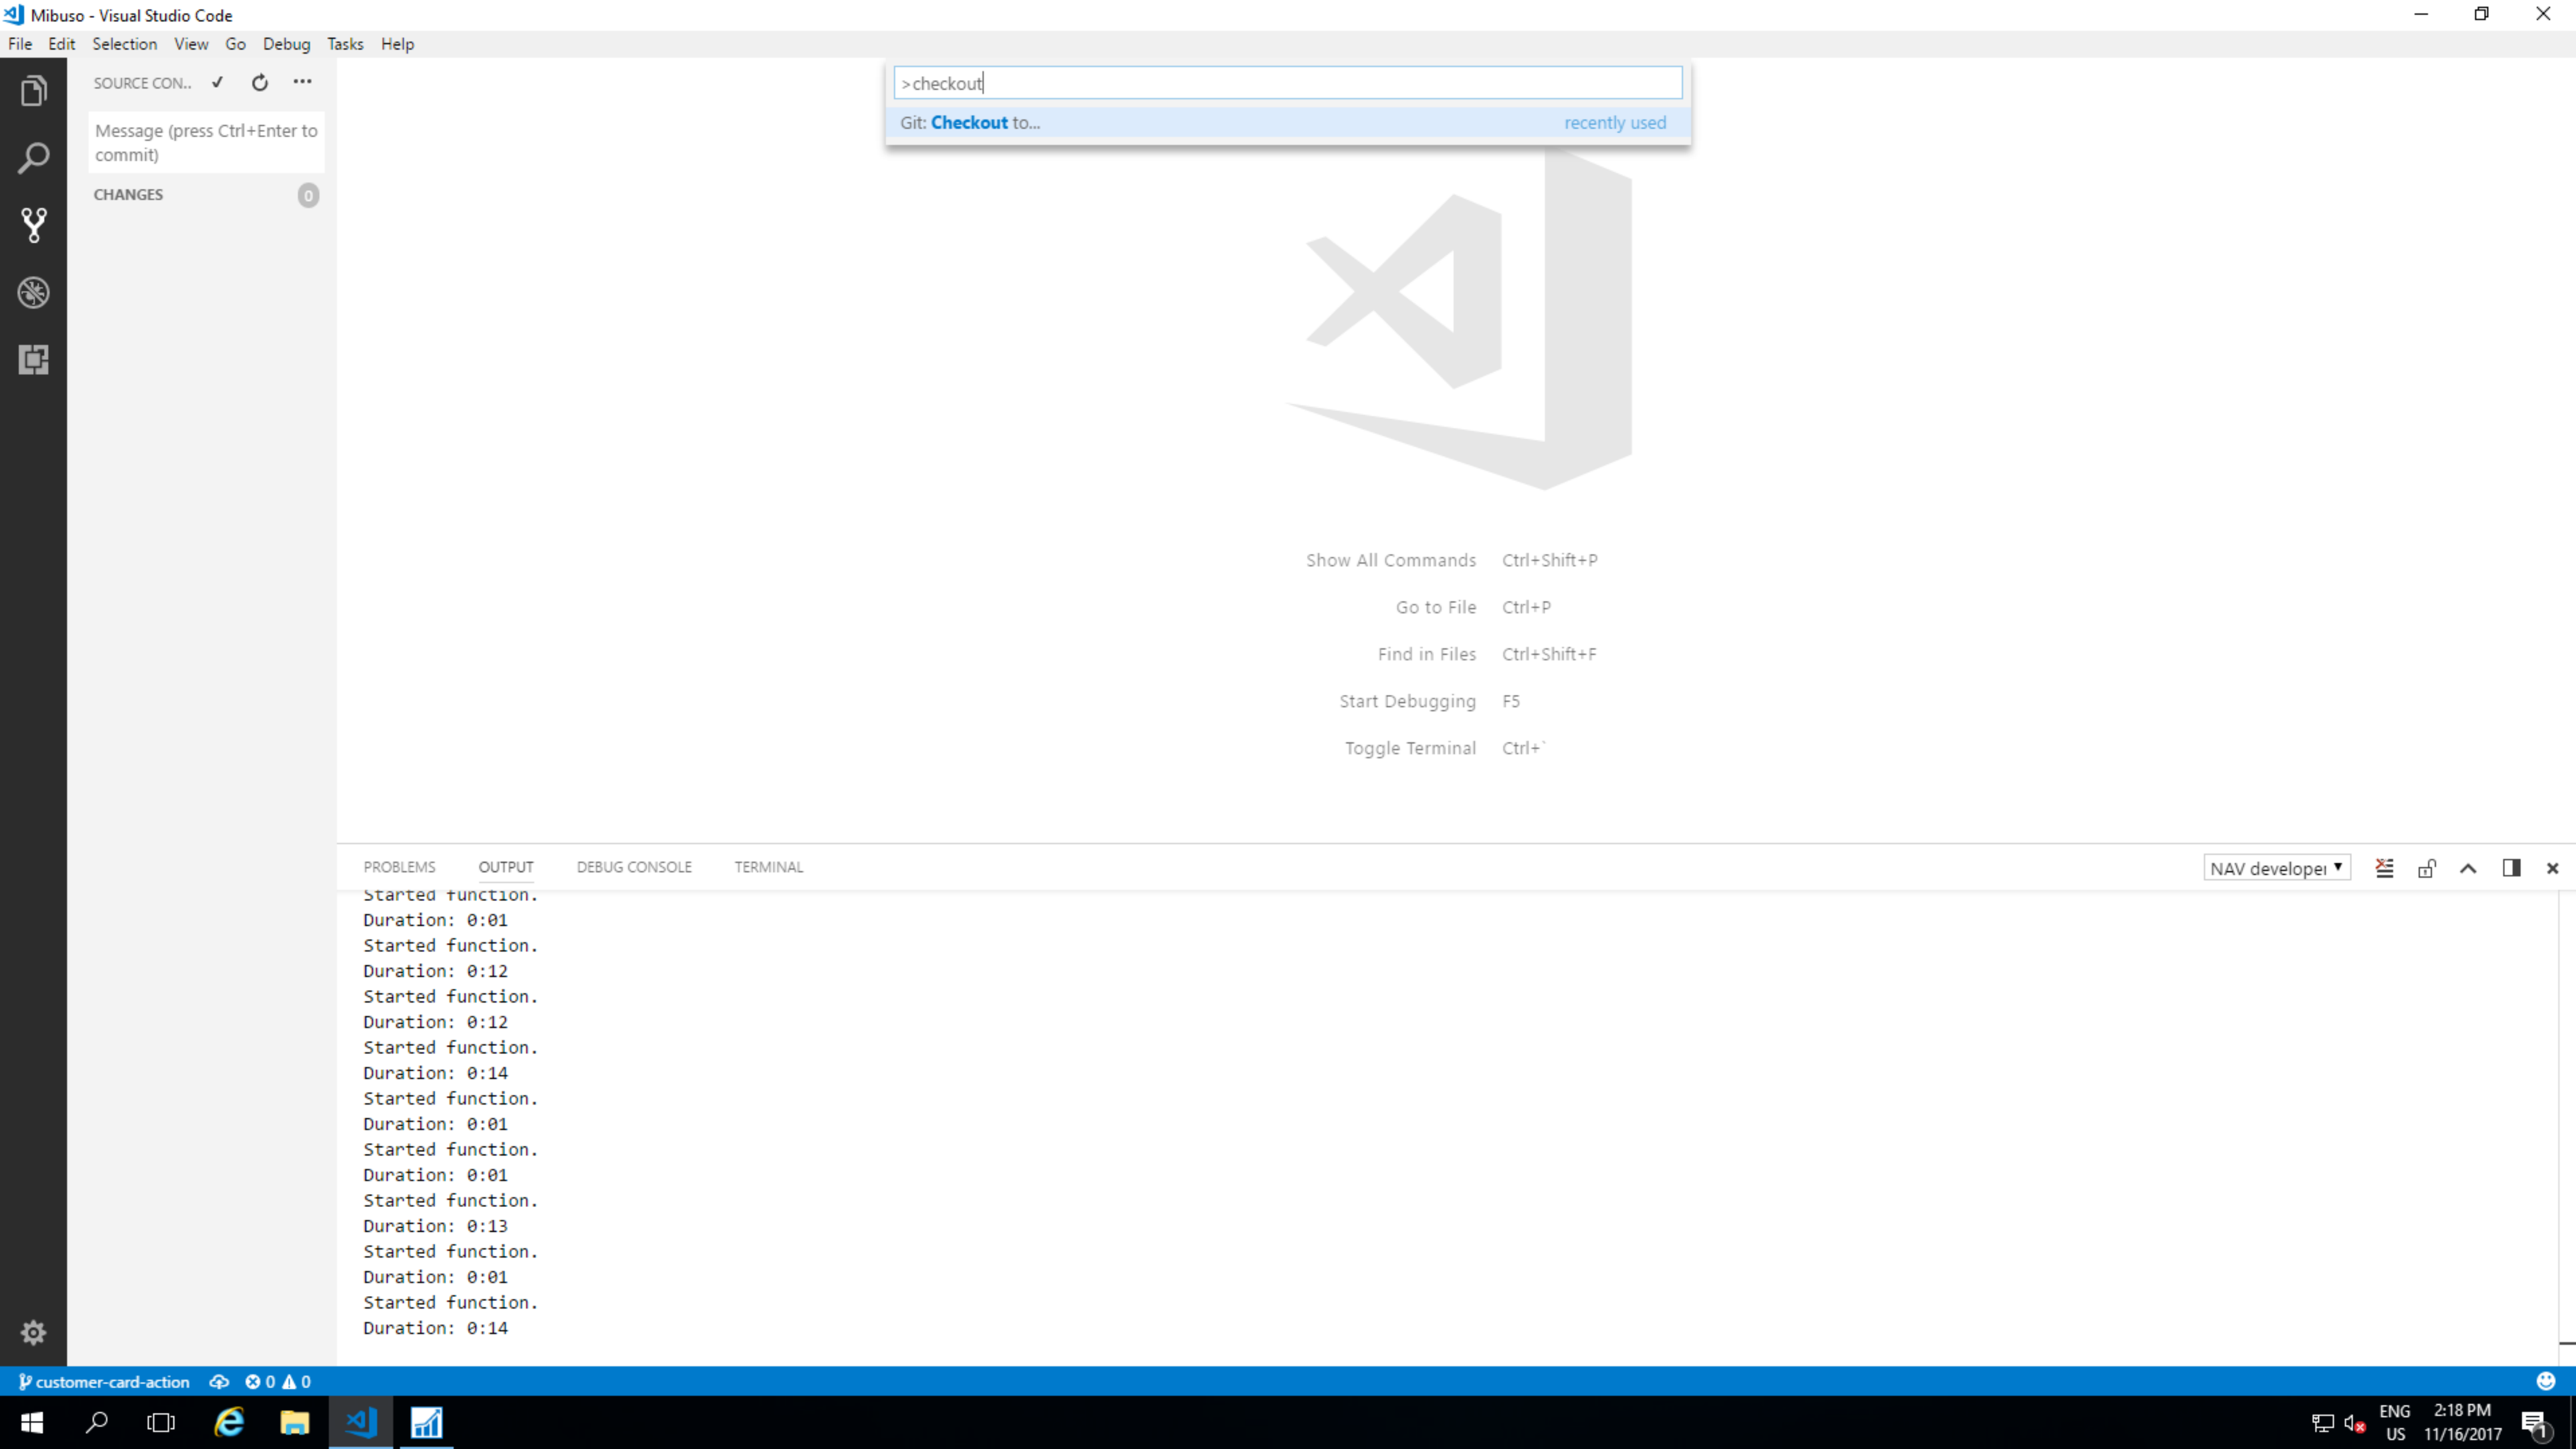 Mibuso - Visual Studio Code
File Edit Selection View Go Debug Tasks Help
SOURCE CON..
Message (press Ctrl+Enter to
commit)
CHANGES 0
>checkout
Git: Checkout to... recently used
Show All Commands Ctrl+Shift+P
Go to File Ctrl+P
Find in Files Ctrl+Shift+F
Start Debugging F5
Toggle Terminal Ctrl+`
PROBLEMS OUTPUT DEBUG CONSOLE TERMINAL NAV developer
Started function.
Duration: 0:01
Started function.
Duration: 0:12
Started function.
Duration: 0:12
Started function.
Duration: 0:14
Started function.
Duration: 0:01
Started function.
Duration: 0:01
Started function.
Duration: 0:13
Started function.
Duration: 0:01
Started function.
Duration: 0:14
customer-card-action 0 0
ENG 2:18 PM
US 11/16/2017 1